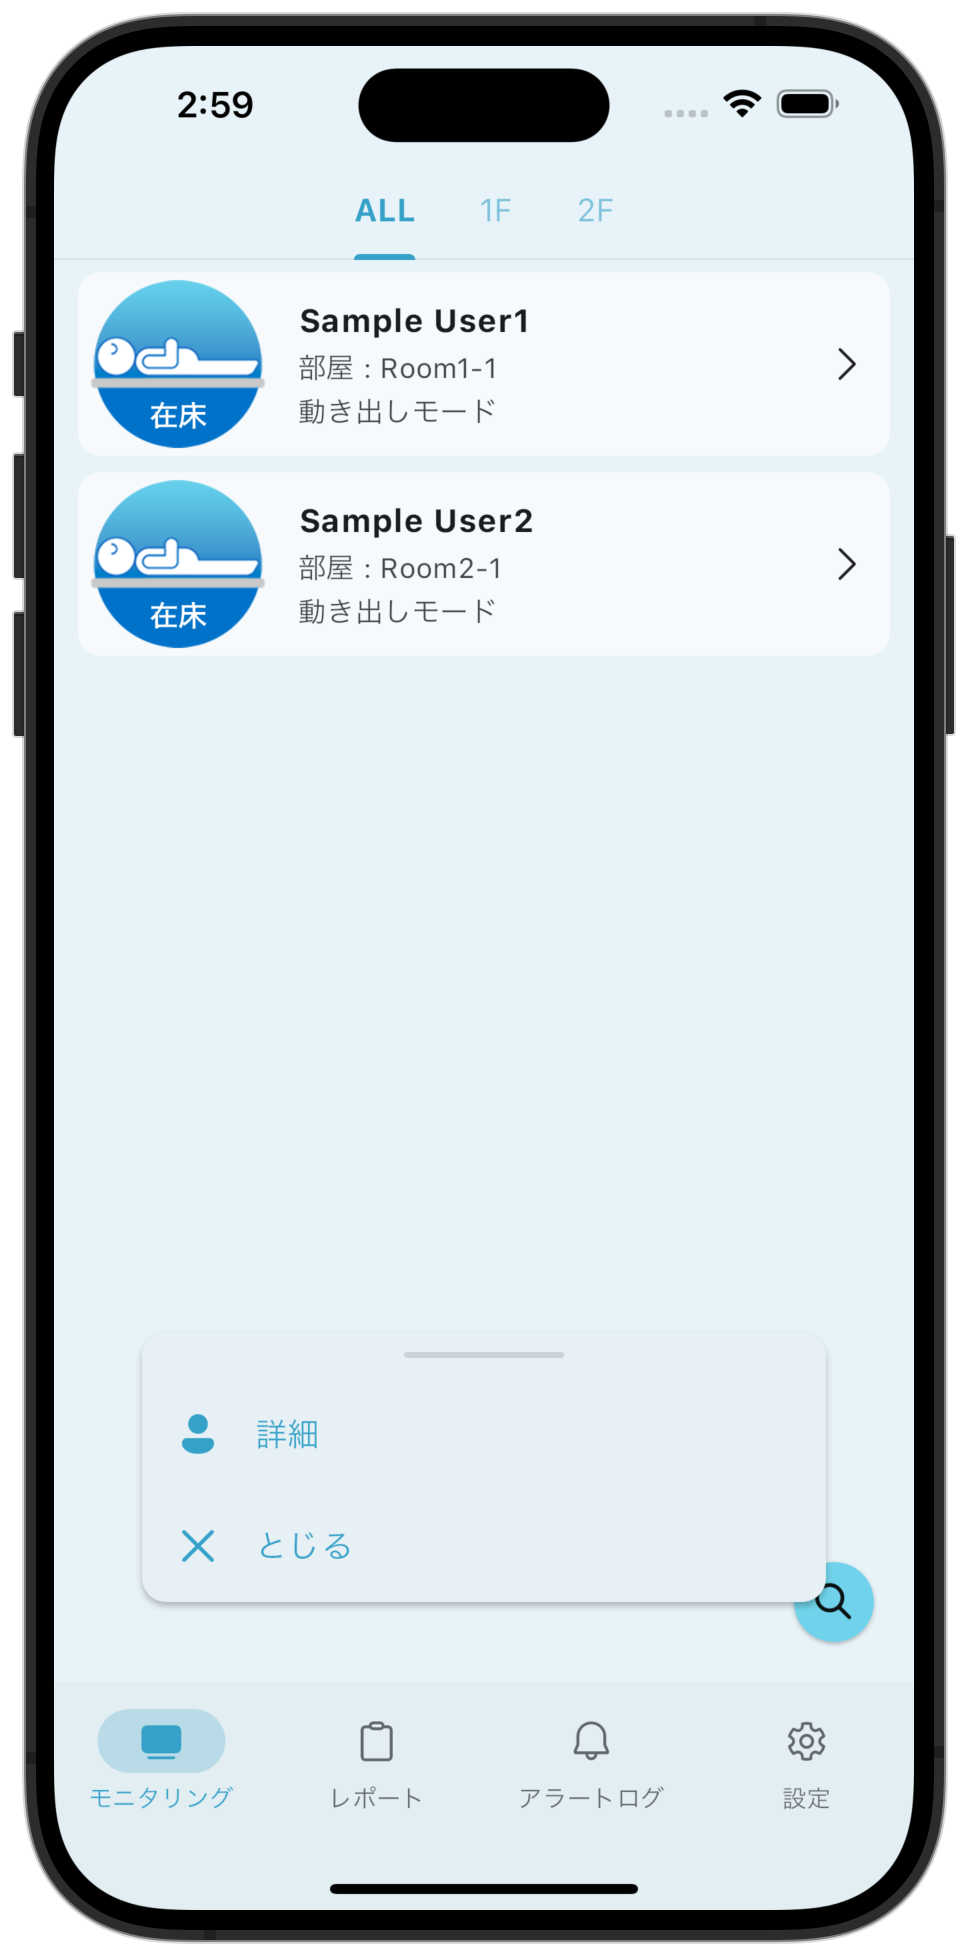 2:59
ALL 1F 2F
Sample User1
部屋 : Room1-1
動き出しモード
在床
Sample User2
部屋 : Room2-1
動き出しモード
在床
詳細
とじる
モニタリング レポート アラートログ 設定